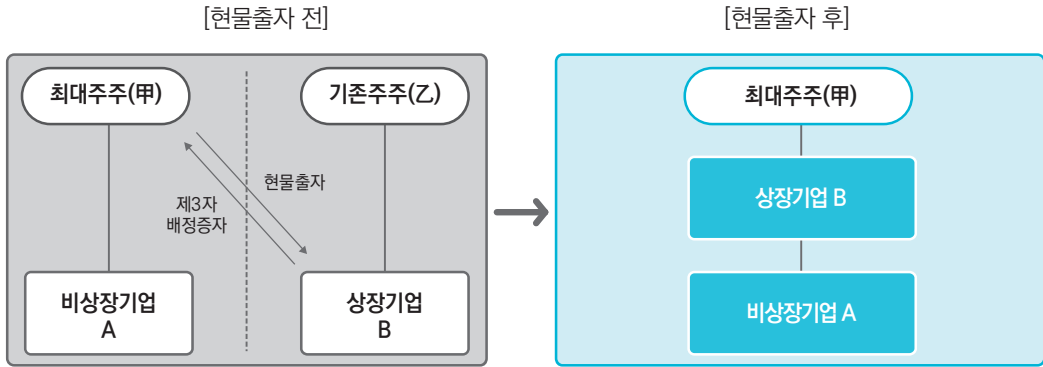 [현물출자 전]
최대주주(甲)
기존주주(乙)
현물출자
제3자
배정증자
비상장기업
A
상장기업
B
[현물출자 후]
최대주주(甲)
상장기업 B
비상장기업 A